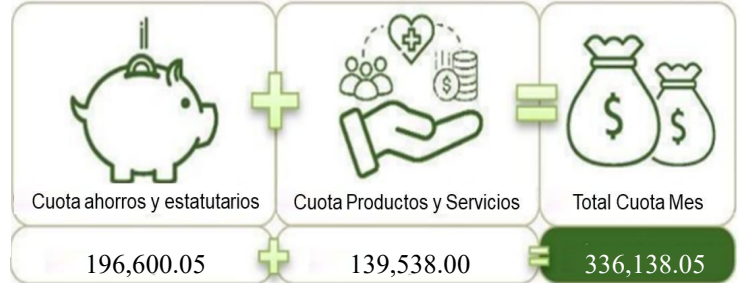 Cuota ahorros y estatutarios
Cuota Productos y Servicios
Total Cuota Mes
196,600.05
139,538.00
336,138.05